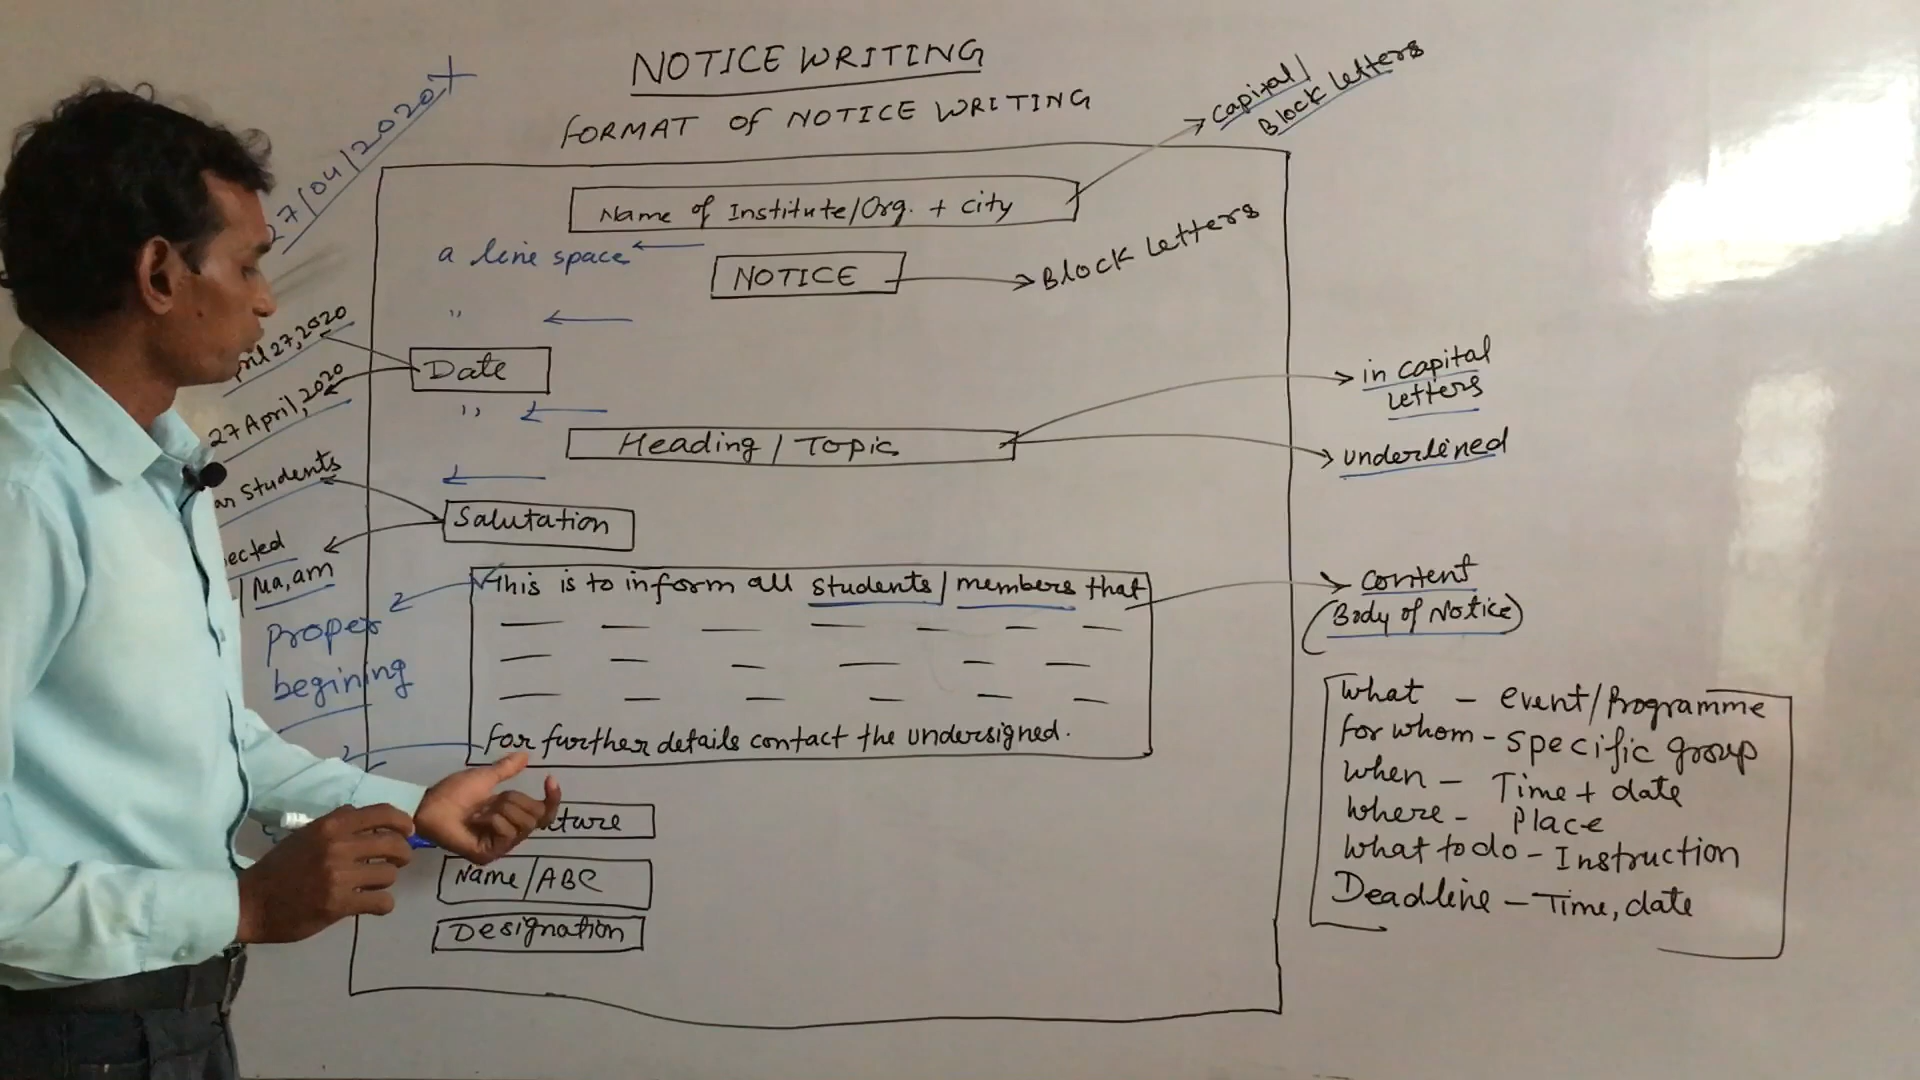 NOTICE WRITING
FORMAT OF NOTICE WRITING
Capital/
Block Letters
27/04/2020
Name of Institute/Org. + City
a line space
NOTICE
Block Letters
"
April 27, 2020
Date
27 April, 2020
"
in capital
Letters
Heading / Topic
underlined
Students
Salutation
Ma,am
This is to inform all students/members that
Content
(Body of Notice)
Proper
begining
For further details contact the undersigned.
What - event/Programme
For whom - specific group
When - Time + date
Where - Place
What to do - Instruction
Deadline - Time, date
Name/ABC
Designation